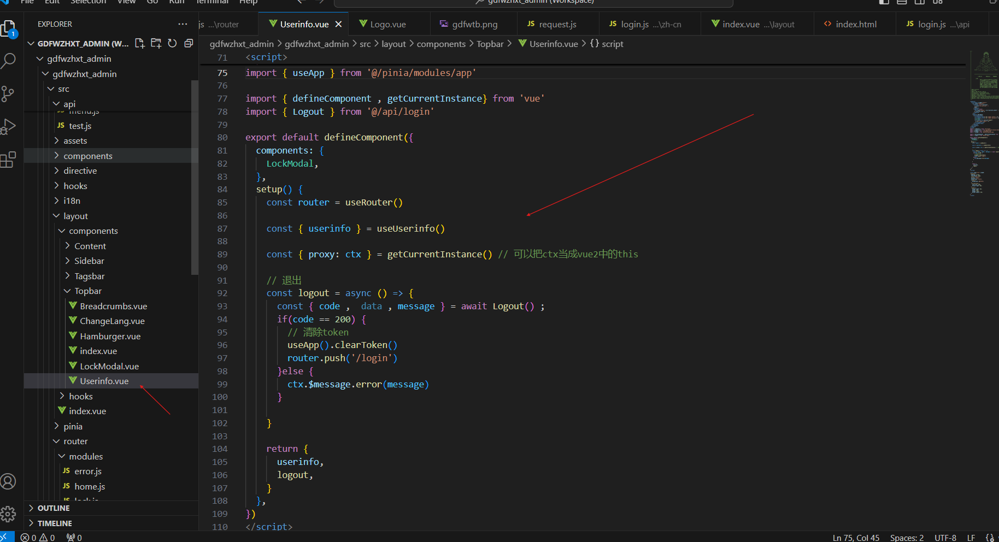 File Edit Selection View Go Run Terminal Help
gdfwzhxt_admin (Workspace)
EXPLORER
js ...\router
Userinfo.vue
Logo.vue
gdfwtb.png
JS request.js
JS login.js ...\zh-cn
index.vue ...\layout
<> index.html
JS login.js ...\api
1
GDFWZHXT_ADMIN (W...
gdfwzhxt_admin
gdfwzhxt_admin
src
api
menu.js
JS test.js
assets
components
directive
hooks
i18n
layout
components
Content
Sidebar
Tagsbar
Topbar
Breadcrumbs.vue
ChangeLang.vue
Hamburger.vue
index.vue
LockModal.vue
Userinfo.vue
hooks
index.vue
pinia
router
modules
JS error.js
JS home.js
JS lock.js
OUTLINE
TIMELINE
gdfwzhxt_admin > gdfwzhxt_admin > src > layout > components > Topbar > Userinfo.vue > {} script
71 <script>
75 import { useApp } from '@/pinia/modules/app'
76
77 import { defineComponent , getCurrentInstance} from 'vue'
78 import { Logout } from '@/api/login'
79
80 export default defineComponent({
81 components: {
82 LockModal,
83 },
84 setup() {
85 const router = useRouter()
86
87 const { userinfo } = useUserinfo()
88
89 const { proxy: ctx } = getCurrentInstance() // 可以把ctx当成vue2中的this
90
91 // 退出
92 const logout = async () => {
93 const { code ,  data , message } = await Logout() ;
94 if(code == 200) {
95 // 清除token
96 useApp().clearToken()
97 router.push('/login')
98 }else {
99 ctx.$message.error(message)
100 }
101
102 }
103
104 return {
105 userinfo,
106 logout,
107 }
108 },
109 })
110 </script>
0 0 0
Ln 75, Col 45
Spaces: 2
UTF-8
LF
{}